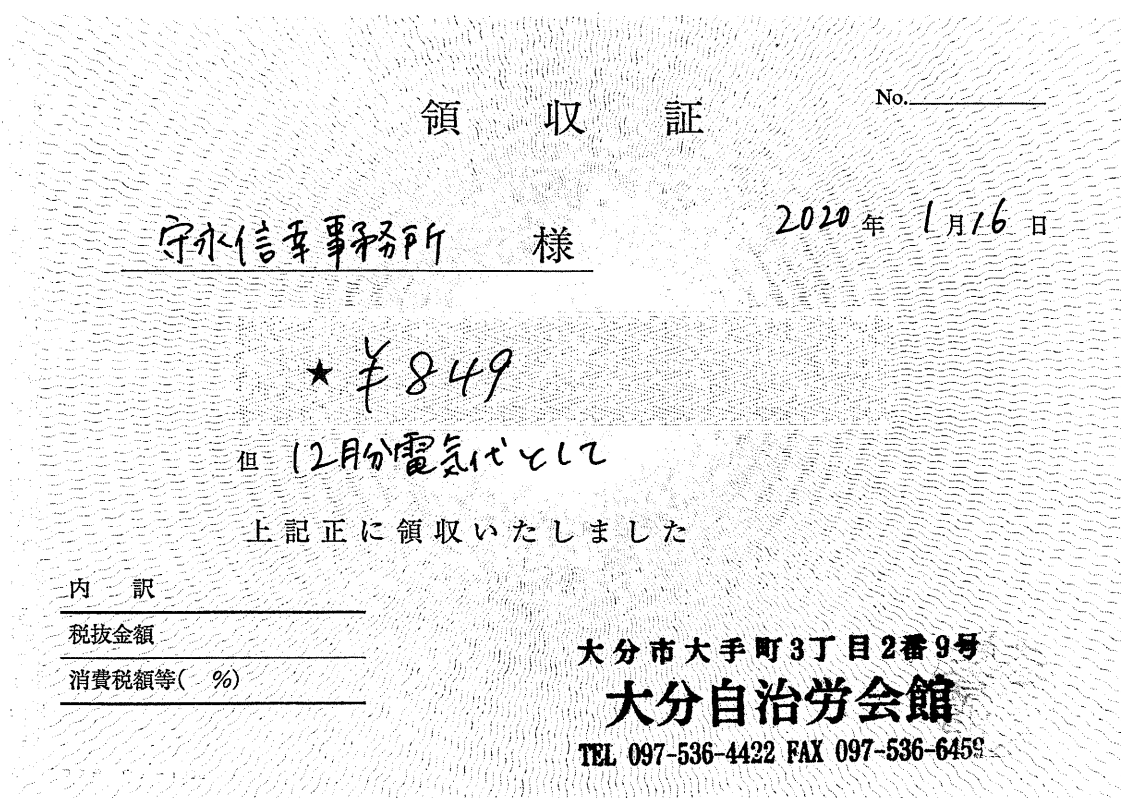 領収証
No.
守永信幸事務所 様
2020年 1月16日
★ ¥849
但 12月分電気代として
上記正に領収いたしました
内訳
税抜金額
消費税額等( %)
大分市大手町3丁目2番9号
大分自治労会館
TEL 097-536-4422 FAX 097-536-6459